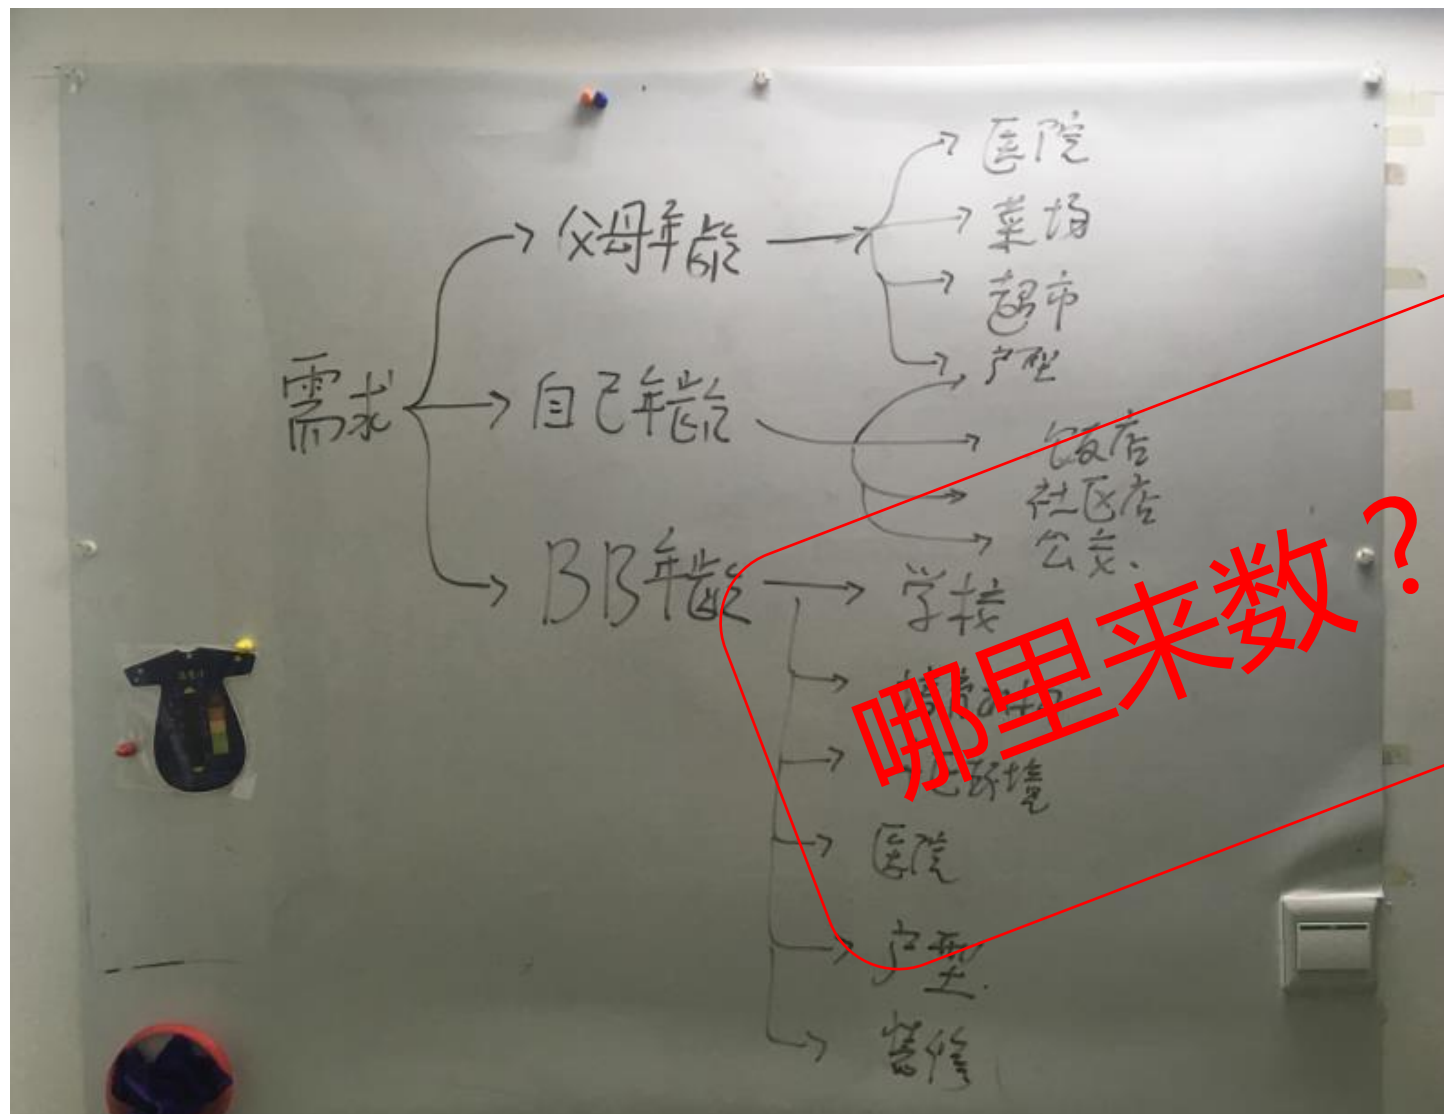 医院
菜场
父母年龄
超市
户型
需求
自己年龄
饭店
社区店
公交.
BB年龄
学校
哪里来数?
环境
医院
户型.